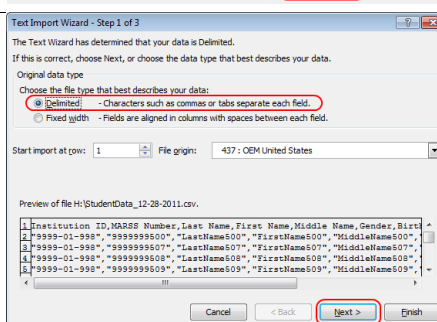 Text Import Wizard - Step 1 of 3
The Text Wizard has determined that your data is Delimited.
If this is correct, choose Next, or choose the data type that best describes your data.
Original data type
Choose the file type that best describes your data:
Delimited - Characters such as commas or tabs separate each field.
Fixed width - Fields are aligned in columns with spaces between each field.
Start import at row: 1 File origin: 437 : OEM United States
Preview of file H:\StudentData_12-28-2011.csv.
1 Institution ID,MARSS Number,Last Name,First Name,Middle Name,Gender,Birt
2 "9999-01-998","9999999500","LastName500","FirstName500","MiddleName500",
3 "9999-01-998","9999999507","LastName507","FirstName507","MiddleName507",
4 "9999-01-998","9999999508","LastName508","FirstName508","MiddleName508",
5 "9999-01-998","9999999509","LastName509","FirstName509","MiddleName509",
Cancel < Back Next > Finish